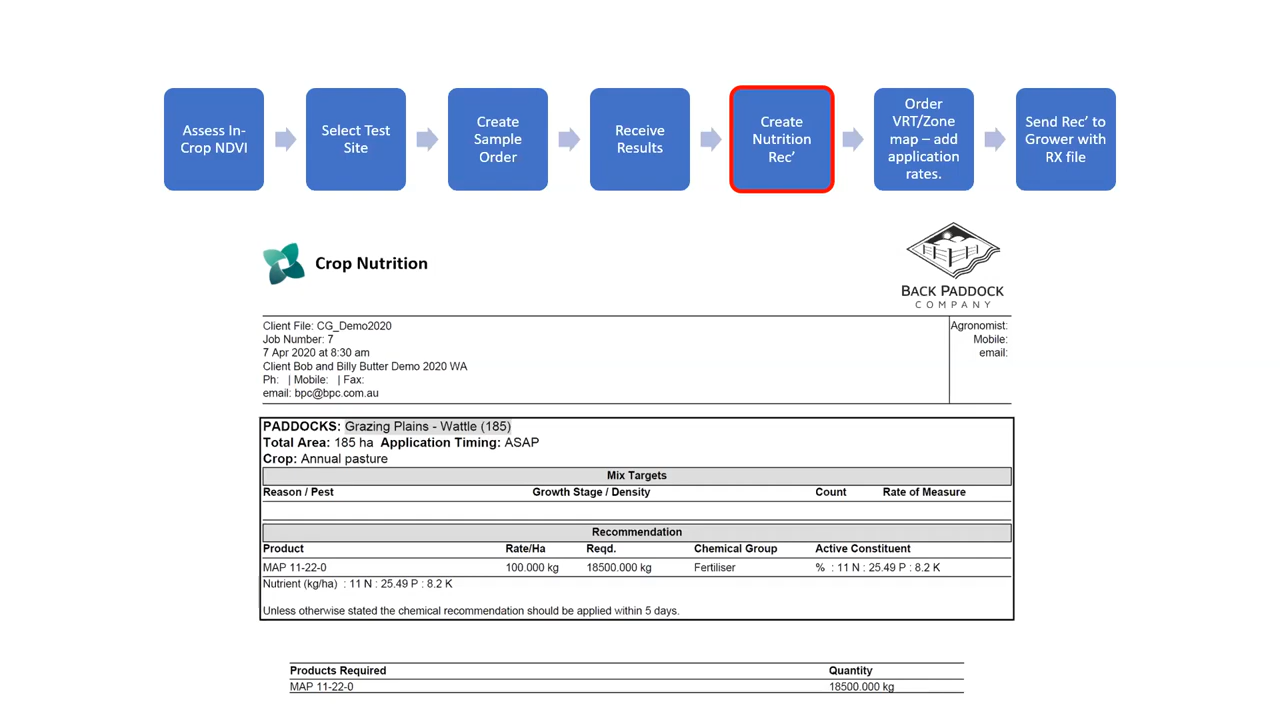 Assess In-
Crop NDVI
Select Test
Site
Create
Sample
Order
Receive
Results
Create
Nutrition
Rec’
Order
VRT/Zone
map – add
application
rates.
Send Rec’ to
Grower with
RX file
Crop Nutrition
BACK PADDOCK
COMPANY
Client File: CG_Demo2020
Job Number: 7
7 Apr 2020 at 8:30 am
Client Bob and Billy Butter Demo 2020 WA
Ph: | Mobile: | Fax:
email: bpc@bpc.com.au
Agronomist:
Mobile:
email:
PADDOCKS: Grazing Plains - Wattle (185)
Total Area: 185 ha Application Timing: ASAP
Crop: Annual pasture
Mix Targets
Reason / Pest Growth Stage / Density Count Rate of Measure
Recommendation
Product Rate/Ha Reqd. Chemical Group Active Constituent
MAP 11-22-0 100.000 kg 18500.000 kg Fertiliser % : 11 N : 25.49 P : 8.2 K
Nutrient (kg/ha) : 11 N : 25.49 P : 8.2 K
Unless otherwise stated the chemical recommendation should be applied within 5 days.
Products Required Quantity
MAP 11-22-0 18500.000 kg